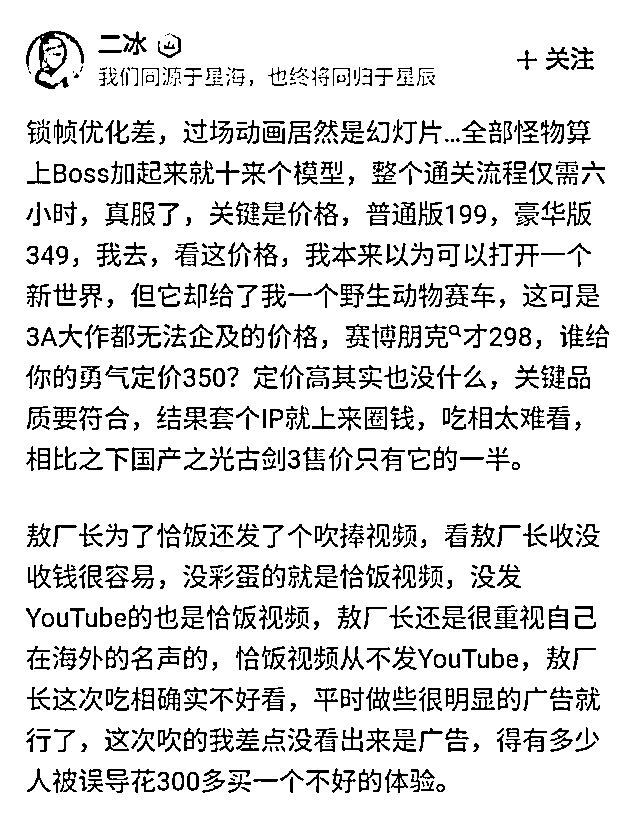 二冰
我们同源于星海，也终将同归于星辰
+ 关注
锁帧优化差，过场动画居然是幻灯片...全部怪物算
上Boss加起来就十来个模型，整个通关流程仅需六
小时，真服了，关键是价格，普通版199，豪华版
349，我去，看这价格，我本来以为可以打开一个
新世界，但它却给了我一个野生动物赛车，这可是
3A大作都无法企及的价格，赛博朋克才298，谁给
你的勇气定价350？定价高其实也没什么，关键品
质要符合，结果套个IP就上来圈钱，吃相太难看，
相比之下国产之光古剑3售价只有它的一半。
敖厂长为了恰饭还发了个吹捧视频，看敖厂长收没
收钱很容易，没彩蛋的就是恰饭视频，没发
YouTube的也是恰饭视频，敖厂长还是很重视自己
在海外的名声的，恰饭视频从不发YouTube，敖厂
长这次吃相确实不好看，平时做些很明显的广告就
行了，这次吹的我差点没看出来是广告，得有多少
人被误导花300多买一个不好的体验。